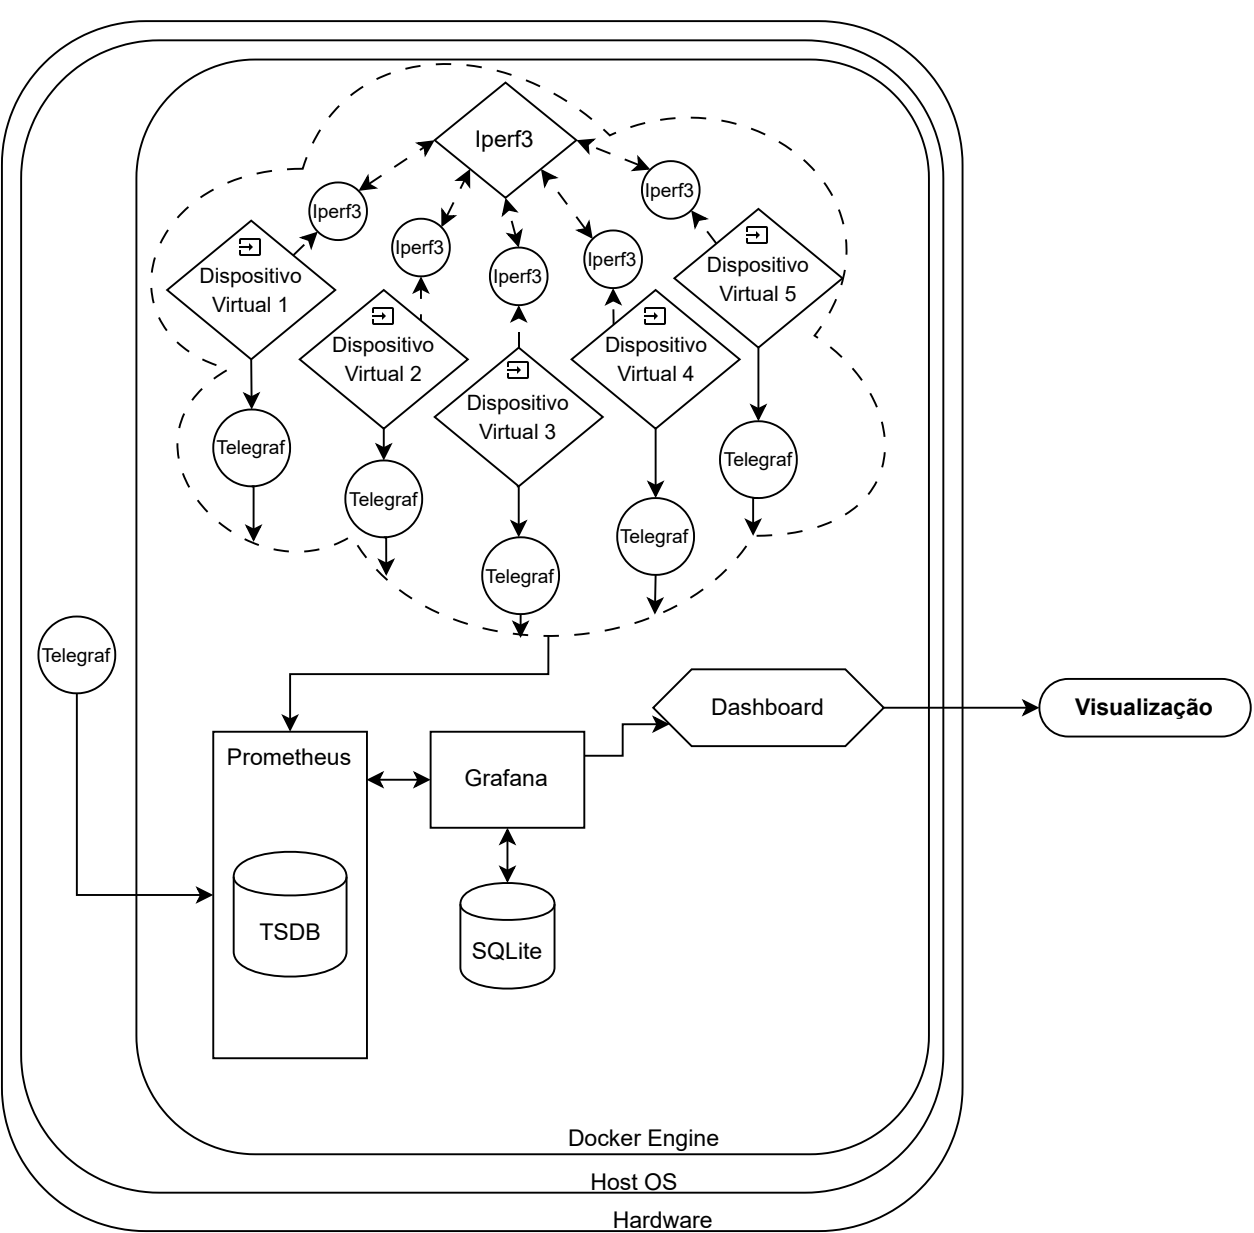 Iperf3
Iperf3
Iperf3
Iperf3
Iperf3
Iperf3
Dispositivo
Virtual 1
Dispositivo
Virtual 2
Dispositivo
Virtual 3
Dispositivo
Virtual 4
Dispositivo
Virtual 5
Telegraf
Telegraf
Telegraf
Telegraf
Telegraf
Telegraf
Prometheus
TSDB
Grafana
SQLite
Dashboard
Visualização
Docker Engine
Host OS
Hardware